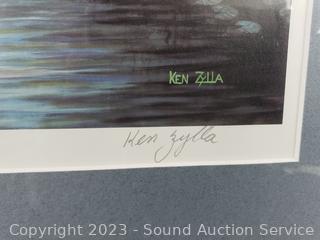 KEN ZYLLA
Ken Zylla
Copyright 2023 - Sound Auction Service